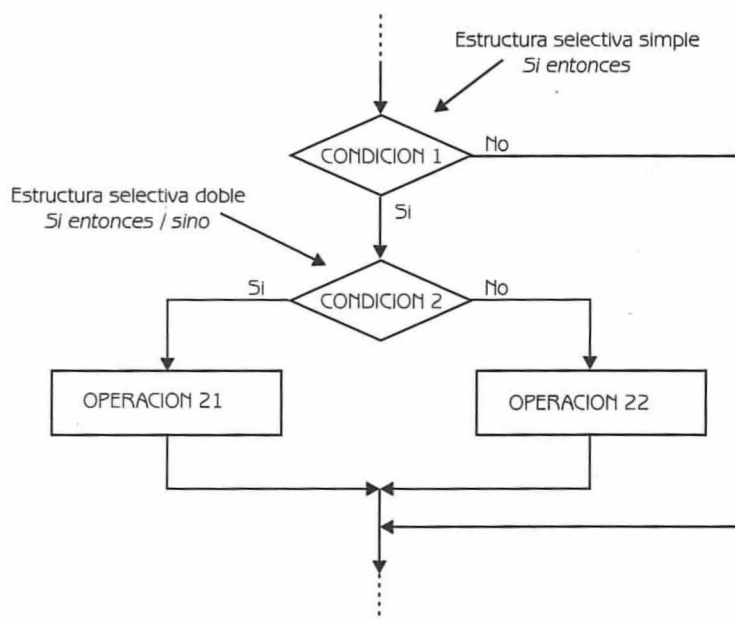 Estructura selectiva simple
Si entonces
CONDICION 1
No
Estructura selectiva doble
Si entonces / sino
Si
CONDICION 2
Si
No
OPERACION 21
OPERACION 22